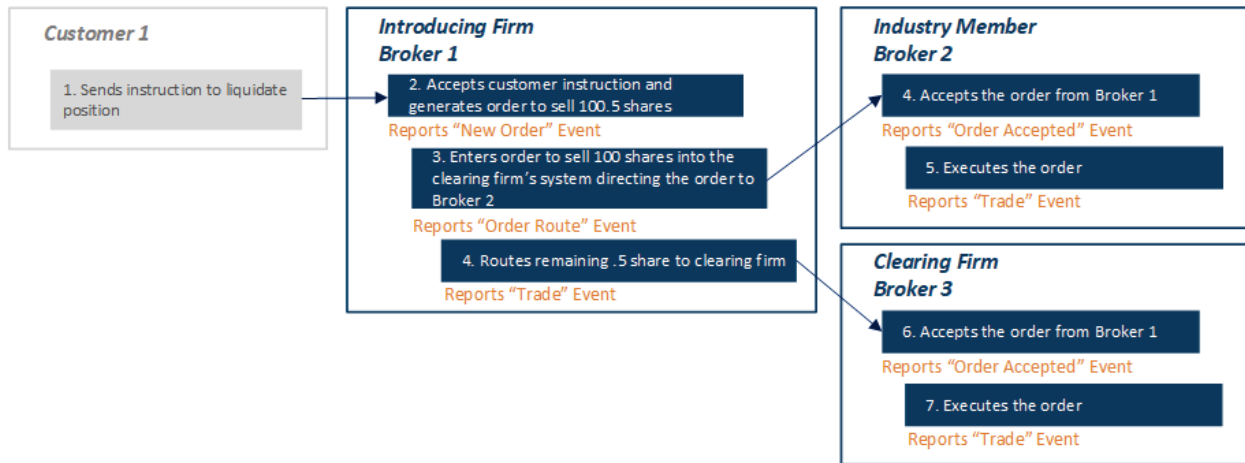 Customer 1
1. Sends instruction to liquidate
position
Introducing Firm
Broker 1
2. Accepts customer instruction and
generates order to sell 100.5 shares
Reports “New Order” Event
3. Enters order to sell 100 shares into the
clearing firm’s system directing the order to
Broker 2
Reports “Order Route” Event
4. Routes remaining .5 share to clearing firm
Reports “Trade” Event
Industry Member
Broker 2
4. Accepts the order from Broker 1
Reports “Order Accepted” Event
5. Executes the order
Reports “Trade” Event
Clearing Firm
Broker 3
6. Accepts the order from Broker 1
Reports “Order Accepted” Event
7. Executes the order
Reports “Trade” Event